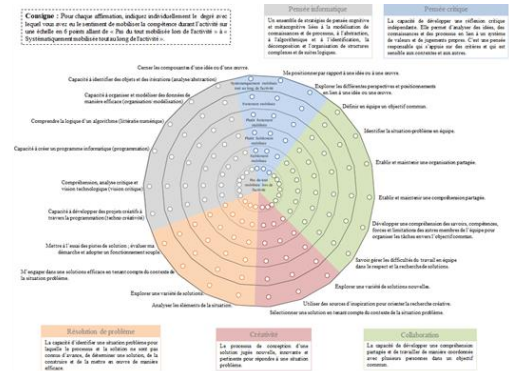 Consigne : Pour chaque affirmation, indiquez individuellement le degré avec
lequel vous avez eu le sentiment de mobiliser la compétence durant l'activité sur
une échelle en 6 points allant de « Pas du tout mobilisée lors de l'activité » à «
Systématiquement mobilisée tout au long de l'activité ».
Pensée informatique
Un ensemble de stratégies de pensée cognitive
et métacognitive liées à la modélisation de
connaissances et de processus, à l'abstraction,
à l'algorithmique et à l'identification, la
décomposition et l'organisation de structures
complexes et de suites logiques.
Pensée critique
La capacité de développer une réflexion critique
indépendante. Elle permet d'analyser des idées, des
connaissances et des processus en lien à un système
de valeurs et de jugements propres. C'est une pensée
responsable qui s'appuie sur des critères et qui est
sensible aux contextes et aux autres.
Cerner les composantes d'une idée ou d'une œuvre.
Me positionner par rapport à une idée ou à une œuvre.
Capacité à identifier des objets et des itérations (analyse/abstraction)
Explorer les différentes perspectives et positionnements
en lien à une idée ou une œuvre.
Capacité à organiser et modéliser des données de
manière efficace (organisation/modélisation)
Définir en équipe un objectif commun.
Comprendre la logique d'un algorithme (littératie numérique)
Identifier la situation problème en équipe.
Capacité à créer un programme informatique (programmation)
Etablir et maintenir une organisation partagée.
Compréhension, analyse critique et
vision technologique (vision critique)
Etablir et maintenir une compréhension partagée.
Capacité à développer des projets créatifs à
travers la programmation (techno créativité)
Développer une compréhension des savoirs, compétences,
forces et limitations des autres membres de l'équipe pour
organiser les tâches envers l'objectif commun.
Mettre à l'essai des pistes de solution ; évaluer ma
démarche et adopter un fonctionnement souple.
Savoir gérer les difficultés du travail en équipe
dans le respect et la recherche de solutions.
M'engager dans une solutions efficace en tenant compte du contexte de
la situation problème.
Explorer une variété de solutions nouvelles.
Explorer une variété de solutions.
Utiliser des sources d'inspiration pour orienter la recherche créative.
Analyser les éléments de la situation.
Sélectionner une solution en tenant compte de la situation problème.
Résolution de problème
La capacité d'identifier une situation problème pour
laquelle le processus et la solution ne sont pas
connus d'avance, de déterminer une solution, de la
construire et de la mettre en œuvre de manière
efficace.
Créativité
Le processus de conception d'une
solution jugée nouvelle, innovante et
pertinente pour répondre à une situation
problème.
Collaboration
La capacité de développer une compréhension
partagée et de travailler de manière coordonnée
avec plusieurs personnes dans un objectif
commun.